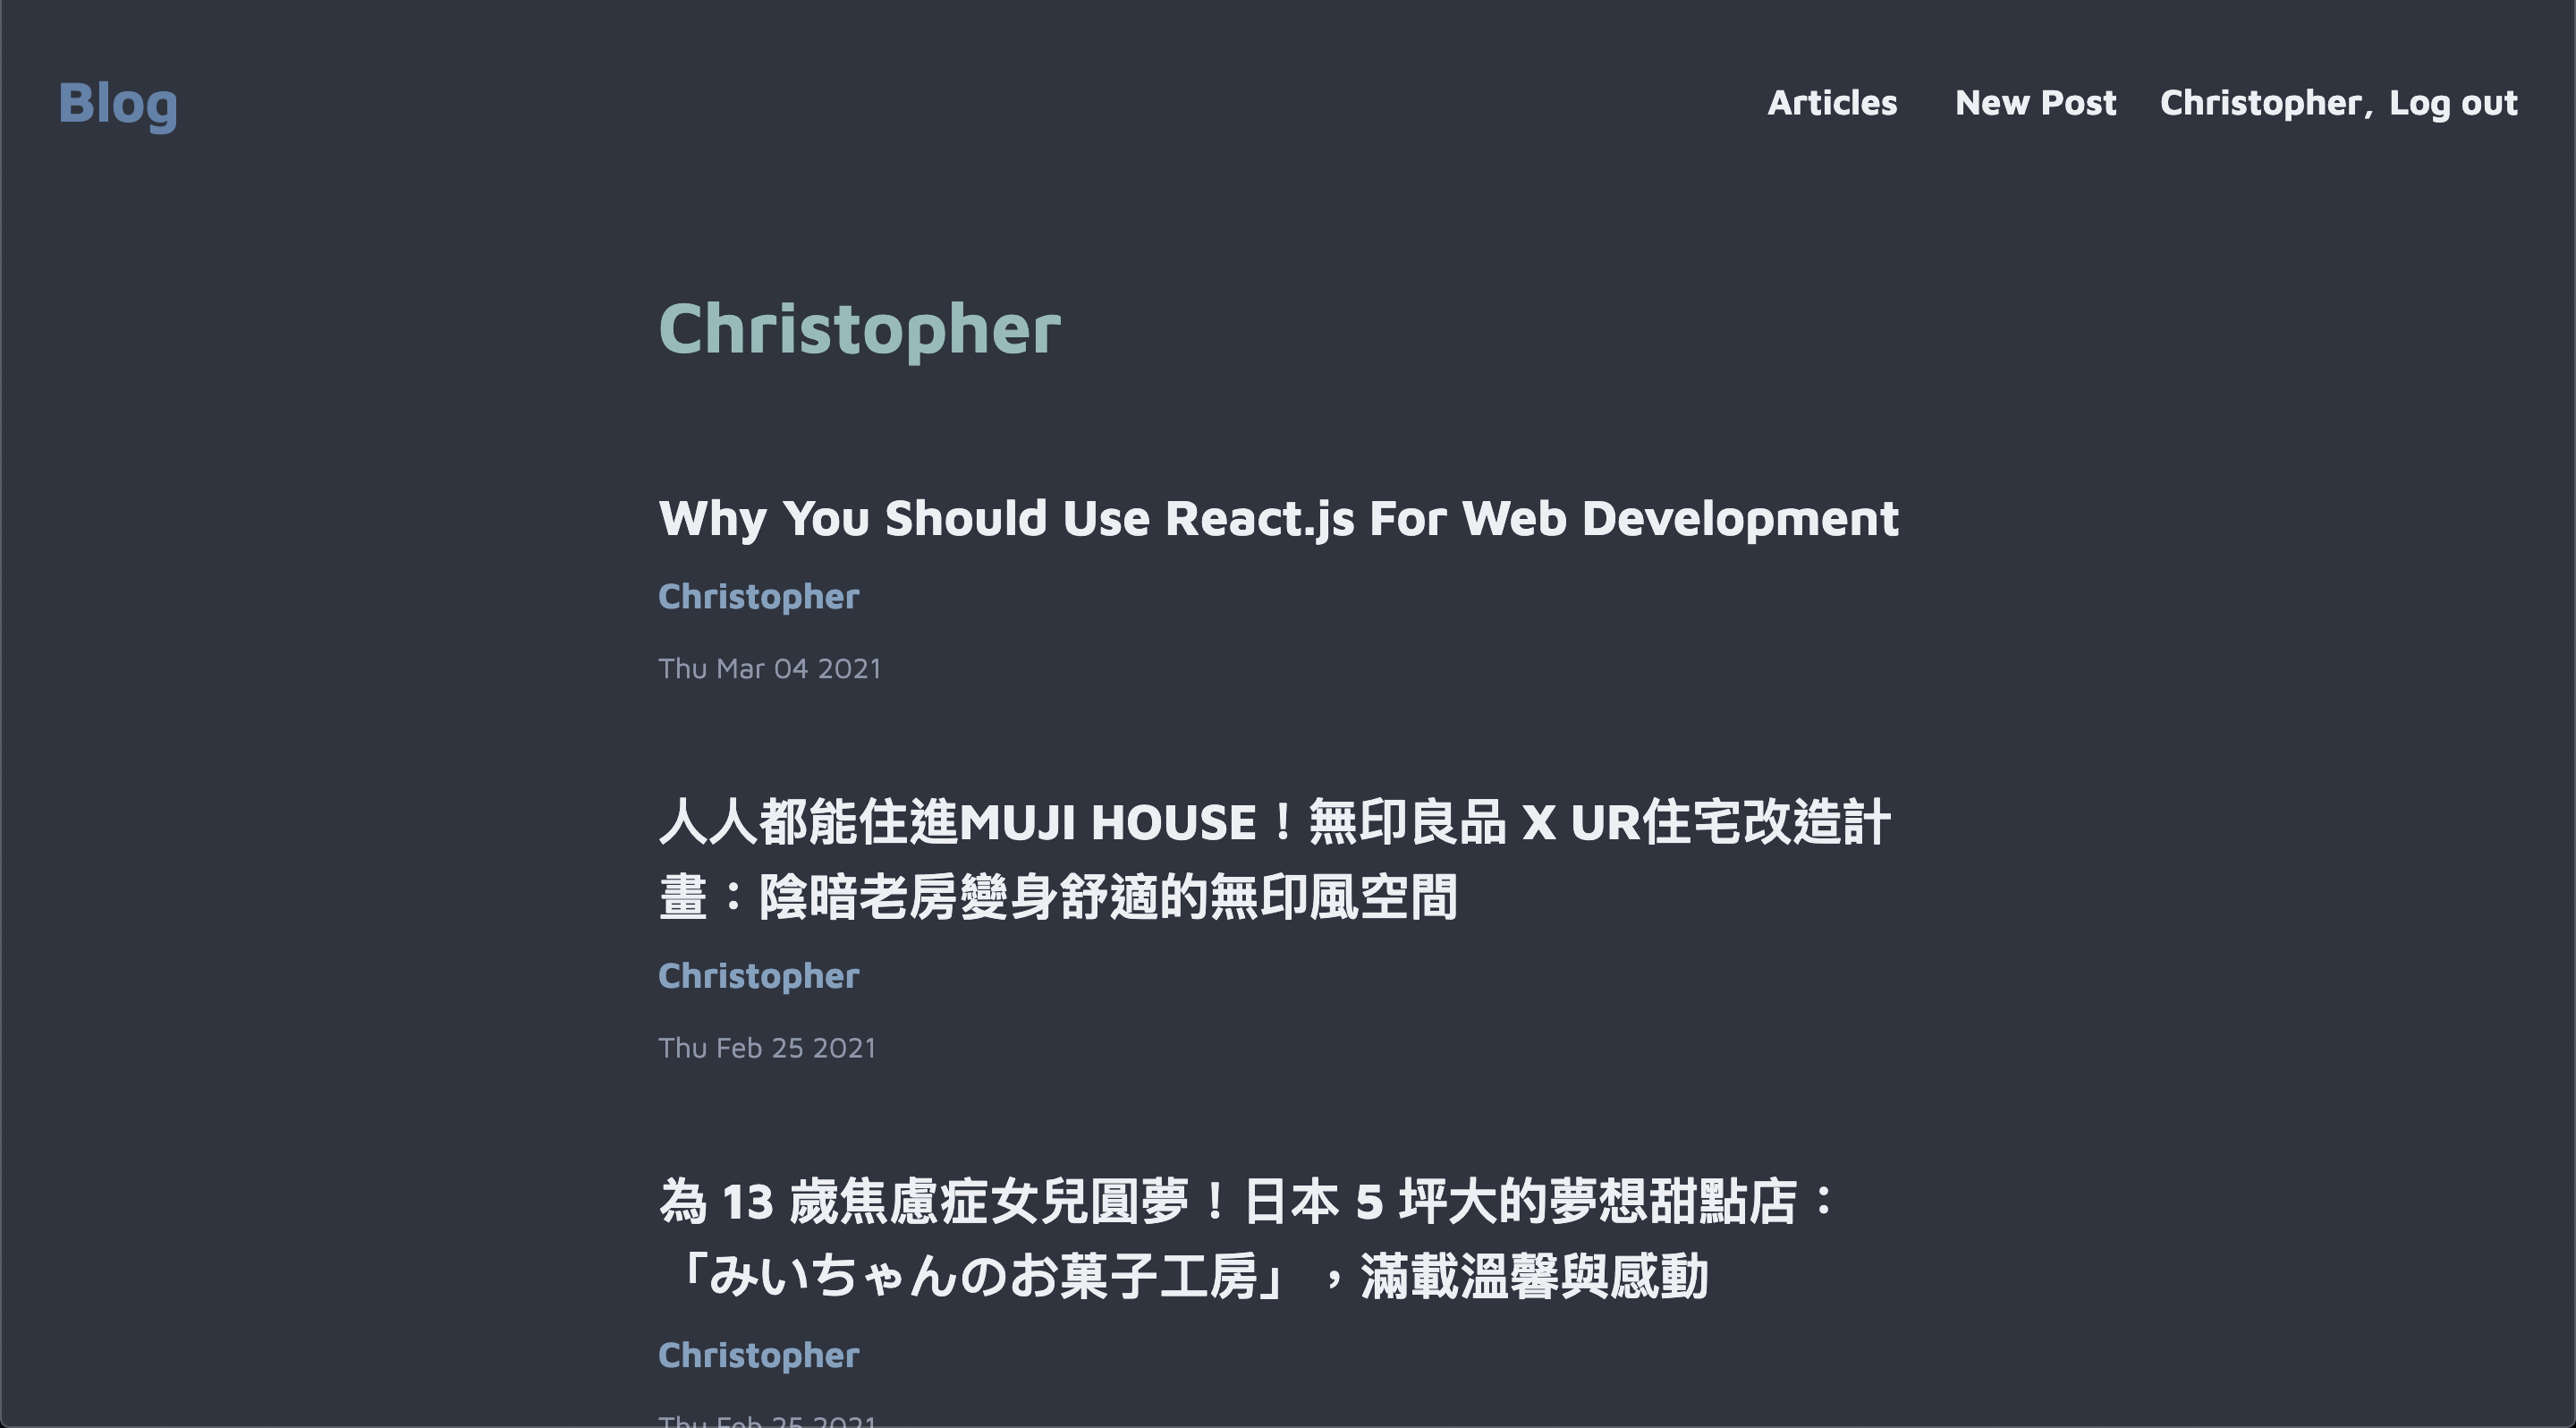 Blog
Articles New Post Christopher, Log out
Christopher
Why You Should Use React.js For Web Development
Christopher
Thu Mar 04 2021
人人都能住進MUJI HOUSE！無印良品 X UR住宅改造計
畫：陰暗老房變身舒適的無印風空間
Christopher
Thu Feb 25 2021
為 13 歲焦慮症女兒圓夢！日本 5 坪大的夢想甜點店：
「みいちゃんのお菓子工房」，滿載溫馨與感動
Christopher
Thu Feb 25 2021